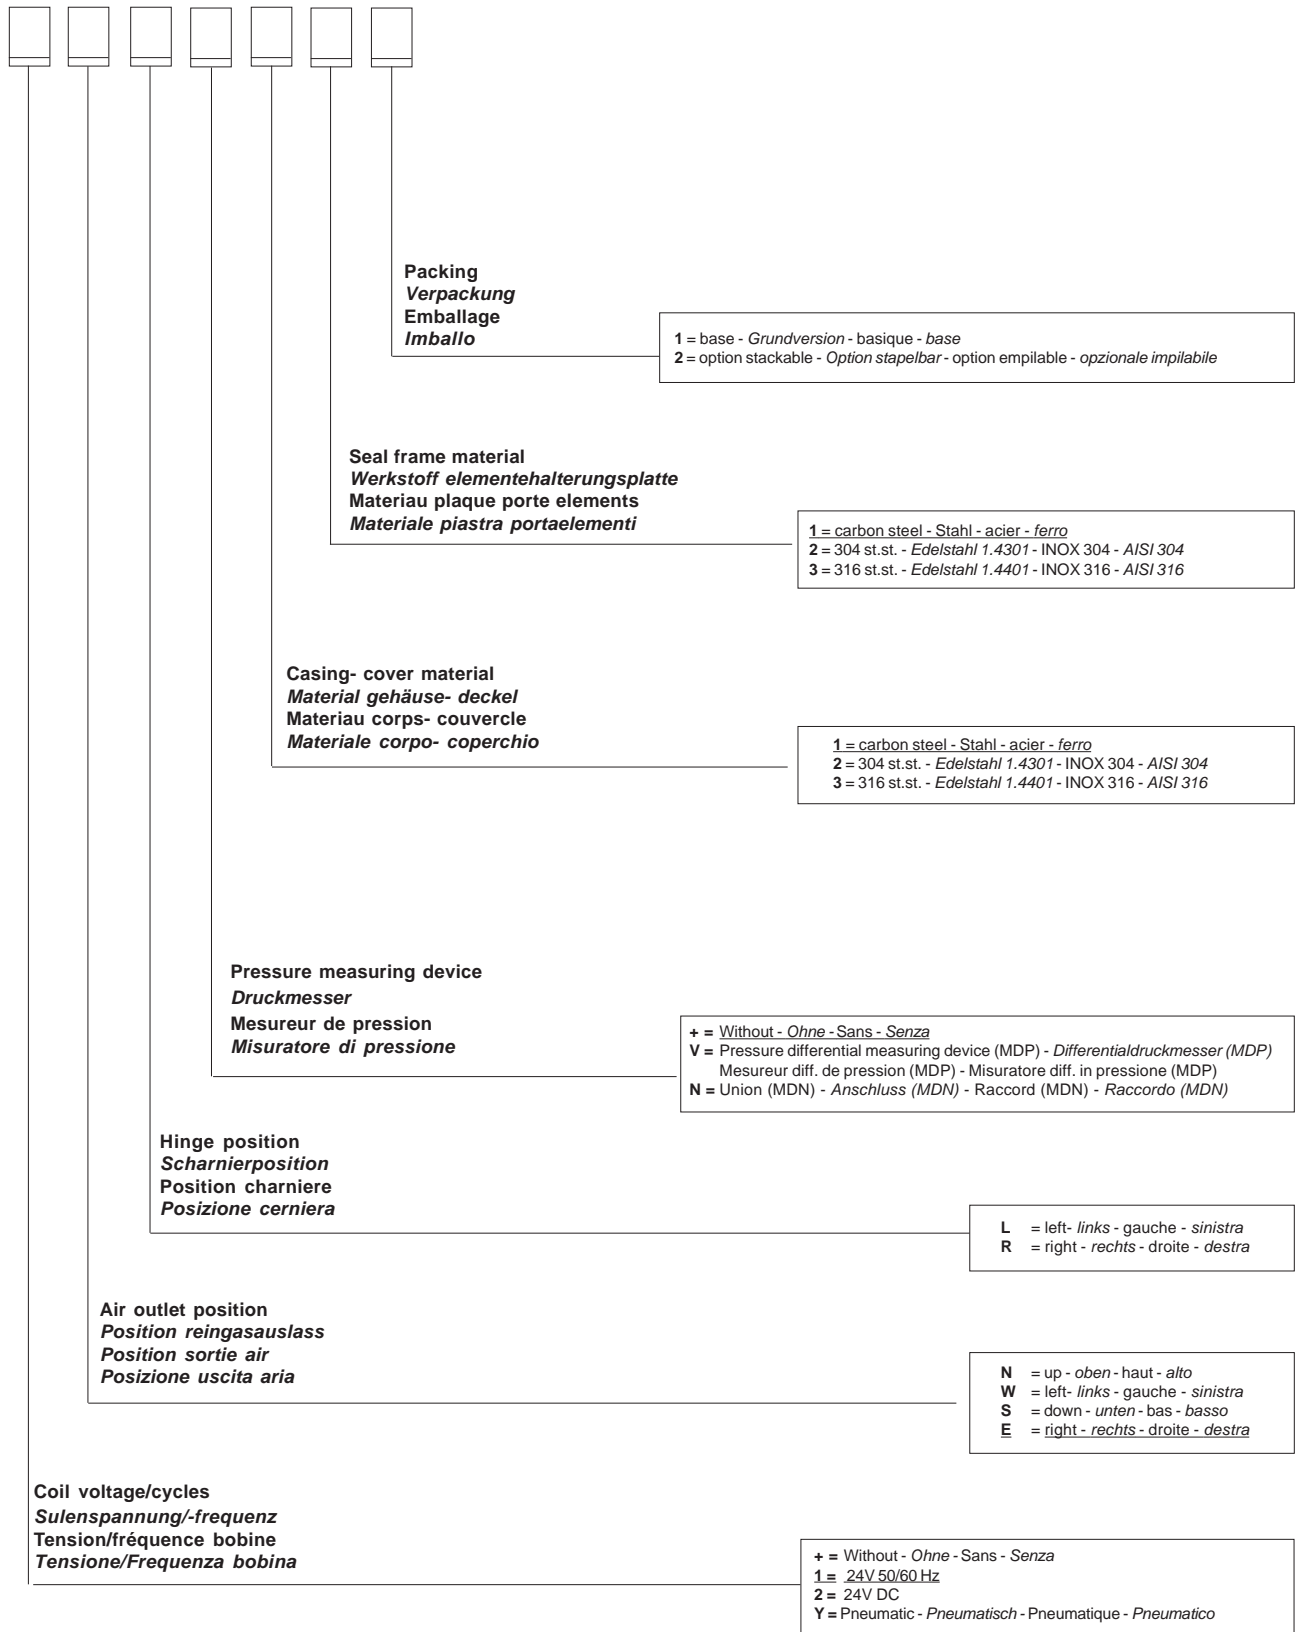 Packing
Verpackung
Emballage
Imballo
1 = base - Grundversion - basique - base
2 = option stackable - Option stapelbar - option empilable - opzionale impilabile
Seal frame material
Werkstoff elementehalterungsplatte
Materiau plaque porte elements
Materiale piastra portaelementi
1 = carbon steel - Stahl - acier - ferro
2 = 304 st.st. - Edelstahl 1.4301 - INOX 304 - AISI 304
3 = 316 st.st. - Edelstahl 1.4401 - INOX 316 - AISI 316
Casing- cover material
Material gehäuse- deckel
Materiau corps- couvercle
Materiale corpo- coperchio
1 = carbon steel - Stahl - acier - ferro
2 = 304 st.st. - Edelstahl 1.4301 - INOX 304 - AISI 304
3 = 316 st.st. - Edelstahl 1.4401 - INOX 316 - AISI 316
Pressure measuring device
Druckmesser
Mesureur de pression
Misuratore di pressione
+ = Without - Ohne - Sans - Senza
V = Pressure differential measuring device (MDP) - Differentialdruckmesser (MDP)
Mesureur diff. de pression (MDP) - Misuratore diff. in pressione (MDP)
N = Union (MDN) - Anschluss (MDN) - Raccord (MDN) - Raccordo (MDN)
Hinge position
Scharnierposition
Position charniere
Posizione cerniera
L = left- links - gauche - sinistra
R = right - rechts - droite - destra
Air outlet position
Position reingasauslass
Position sortie air
Posizione uscita aria
N = up - oben - haut - alto
W = left- links - gauche - sinistra
S = down - unten - bas - basso
E = right - rechts - droite - destra
Coil voltage/cycles
Sulenspannung/-frequenz
Tension/fréquence bobine
Tensione/Frequenza bobina
+ = Without - Ohne - Sans - Senza
1 = 24V 50/60 Hz
2 = 24V DC
Y = Pneumatic - Pneumatisch - Pneumatique - Pneumatico